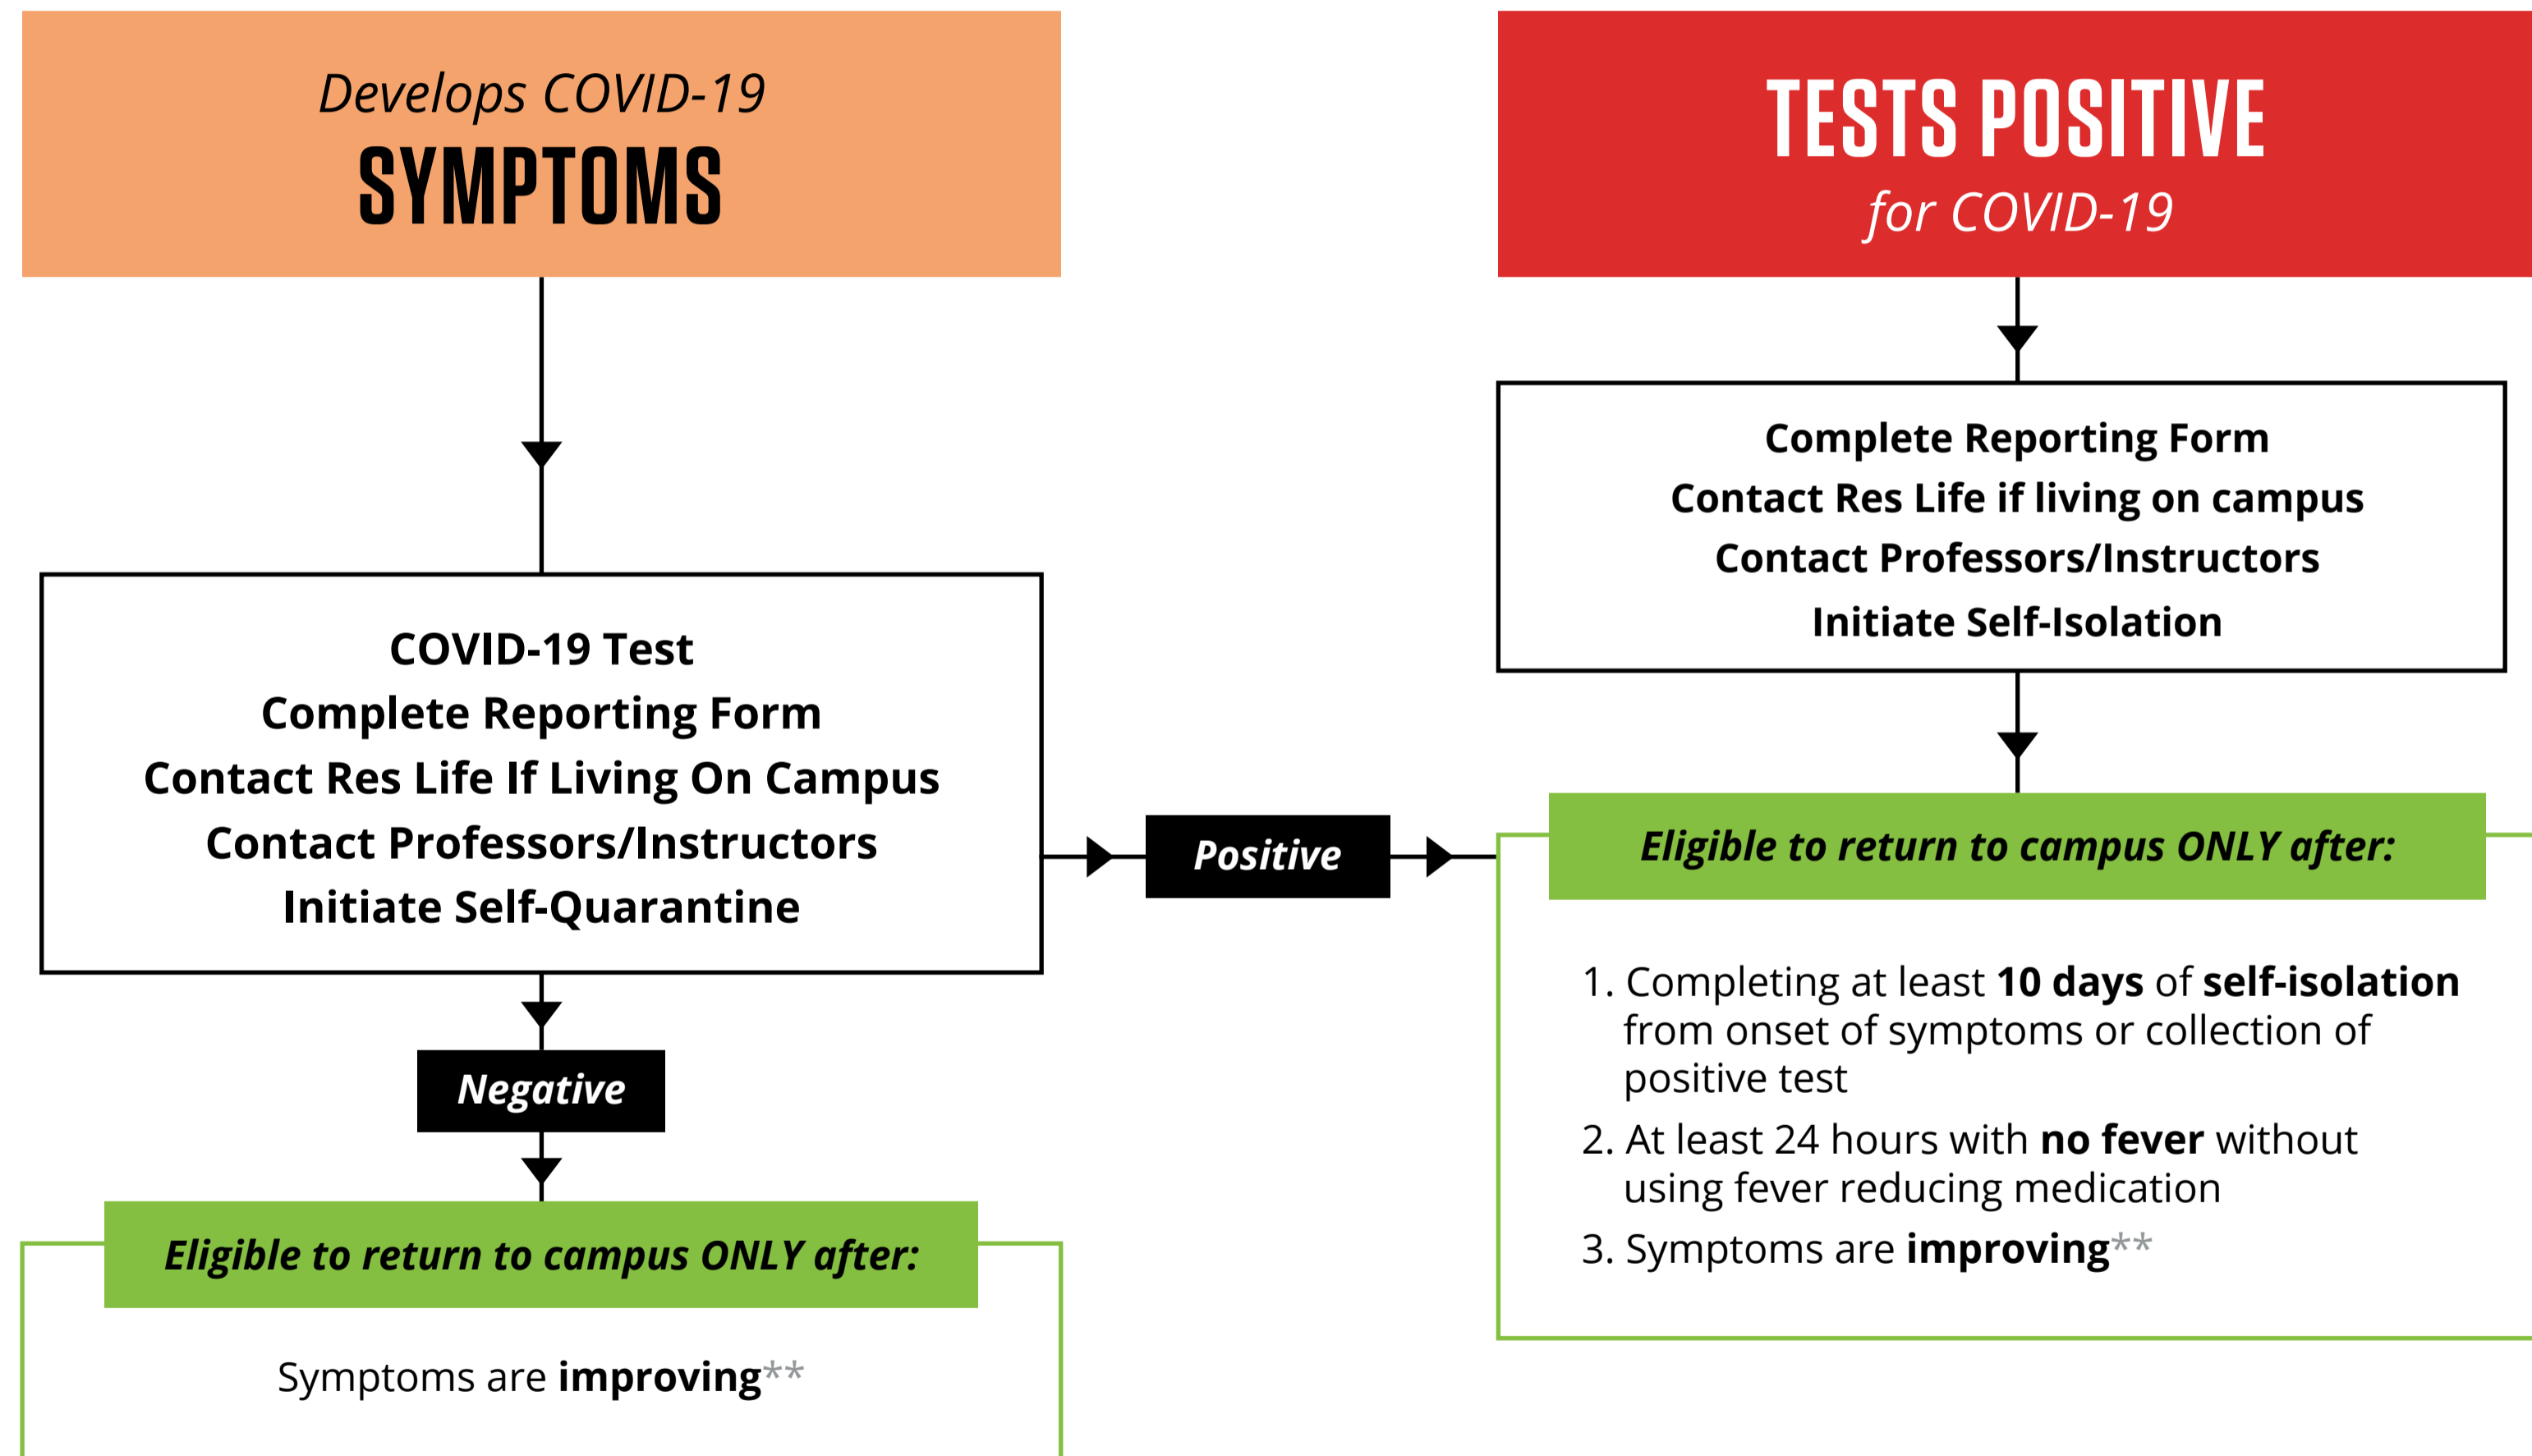 Develops COVID-19
SYMPTOMS
COVID-19 Test
Complete Reporting Form
Contact Res Life If Living On Campus
Contact Professors/Instructors
Initiate Self-Quarantine
Negative
Eligible to return to campus ONLY after:
Symptoms are improving**
Positive
TESTS POSITIVE
for COVID-19
Complete Reporting Form
Contact Res Life if living on campus
Contact Professors/Instructors
Initiate Self-Isolation
Eligible to return to campus ONLY after:
1. Completing at least 10 days of self-isolation
from onset of symptoms or collection of
positive test
2. At least 24 hours with no fever without
using fever reducing medication
3. Symptoms are improving**